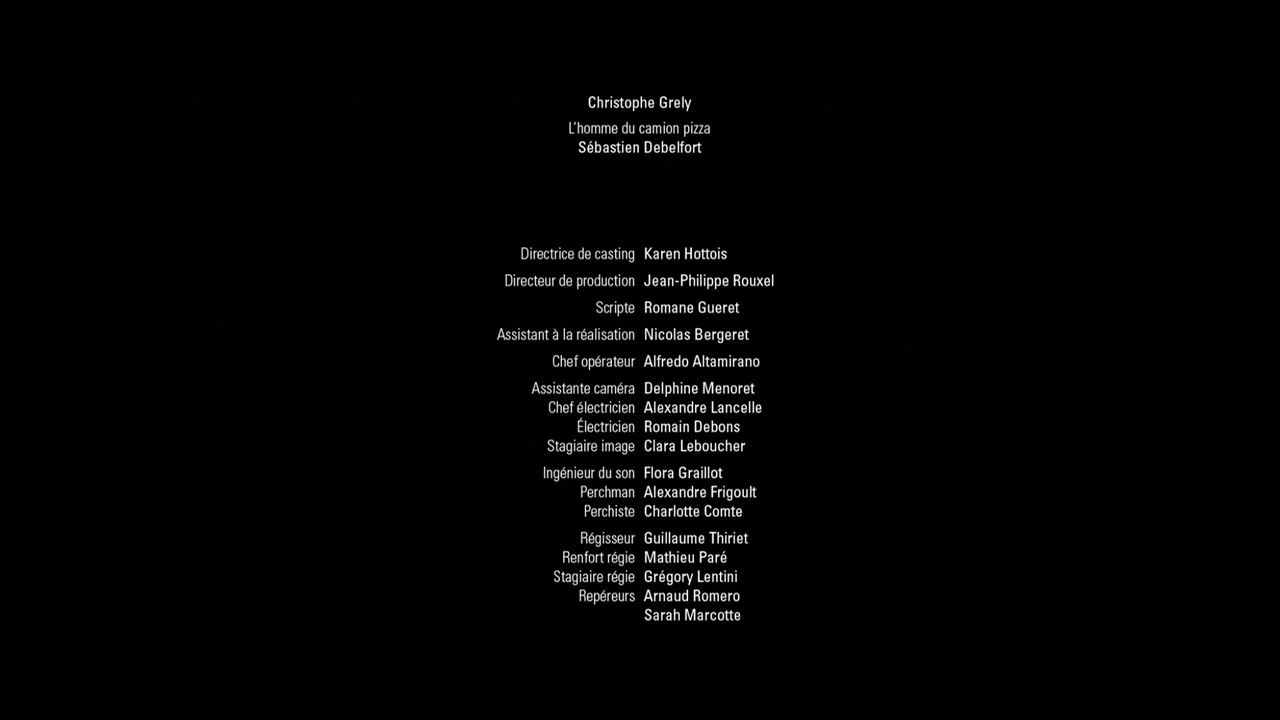 Christophe Grely
L'homme du camion pizza
Sébastien Debelfort
Directrice de casting Karen Hottois
Directeur de production Jean-Philippe Rouxel
Scripte Romane Gueret
Assistant à la réalisation Nicolas Bergeret
Chef opérateur Alfredo Altamirano
Assistante caméra Delphine Menoret
Chef électricien Alexandre Lancelle
Électricien Romain Debons
Stagiaire image Clara Leboucher
Ingénieur du son Flora Graillot
Perchman Alexandre Frigoult
Perchiste Charlotte Comte
Régisseur Guillaume Thiriet
Renfort régie Mathieu Paré
Stagiaire régie Grégory Lentini
Repéreurs Arnaud Romero
Sarah Marcotte